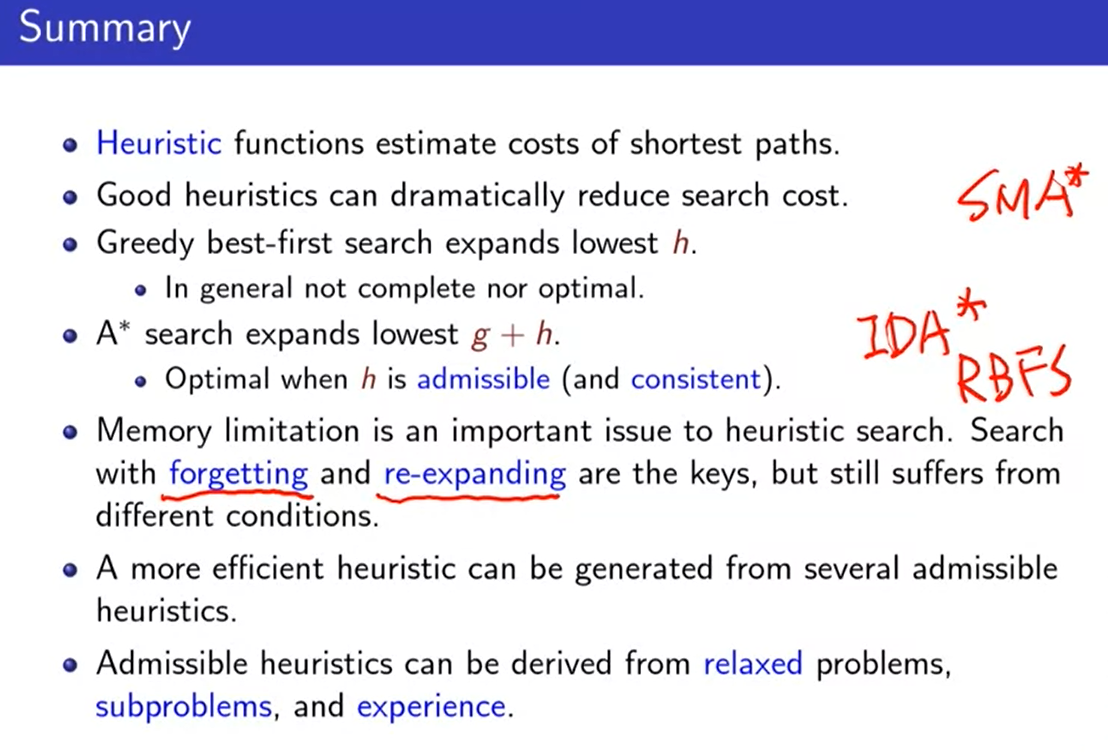 Summary
• Heuristic functions estimate costs of shortest paths.
• Good heuristics can dramatically reduce search cost.
SMA*
• Greedy best-first search expands lowest h.
• In general not complete nor optimal.
• A* search expands lowest g + h.
IDA*
• Optimal when h is admissible (and consistent).
RBFS
• Memory limitation is an important issue to heuristic search. Search
with forgetting and re-expanding are the keys, but still suffers from
different conditions.
• A more efficient heuristic can be generated from several admissible
heuristics.
• Admissible heuristics can be derived from relaxed problems,
subproblems, and experience.